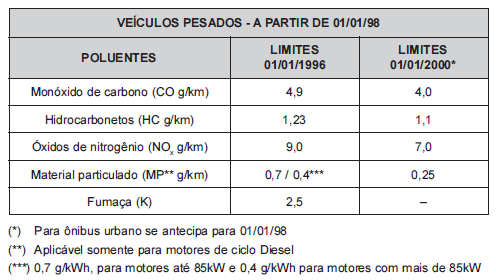 VEÍCULOS PESADOS - A PARTIR DE 01/01/98
POLUENTES LIMITES 01/01/1996 LIMITES 01/01/2000*
Monóxido de carbono (CO g/km) 4,9 4,0
Hidrocarbonetos (HC g/km) 1,23 1,1
Óxidos de nitrogênio (NOx g/km) 9,0 7,0
Material particulado (MP** g/km) 0,7 / 0,4*** 0,25
Fumaça (K) 2,5 –
(*) Para ônibus urbano se antecipa para 01/01/98
(**) Aplicável somente para motores de ciclo Diesel
(***) 0,7 g/kWh, para motores até 85kW e 0,4 g/kWh para motores com mais de 85kW